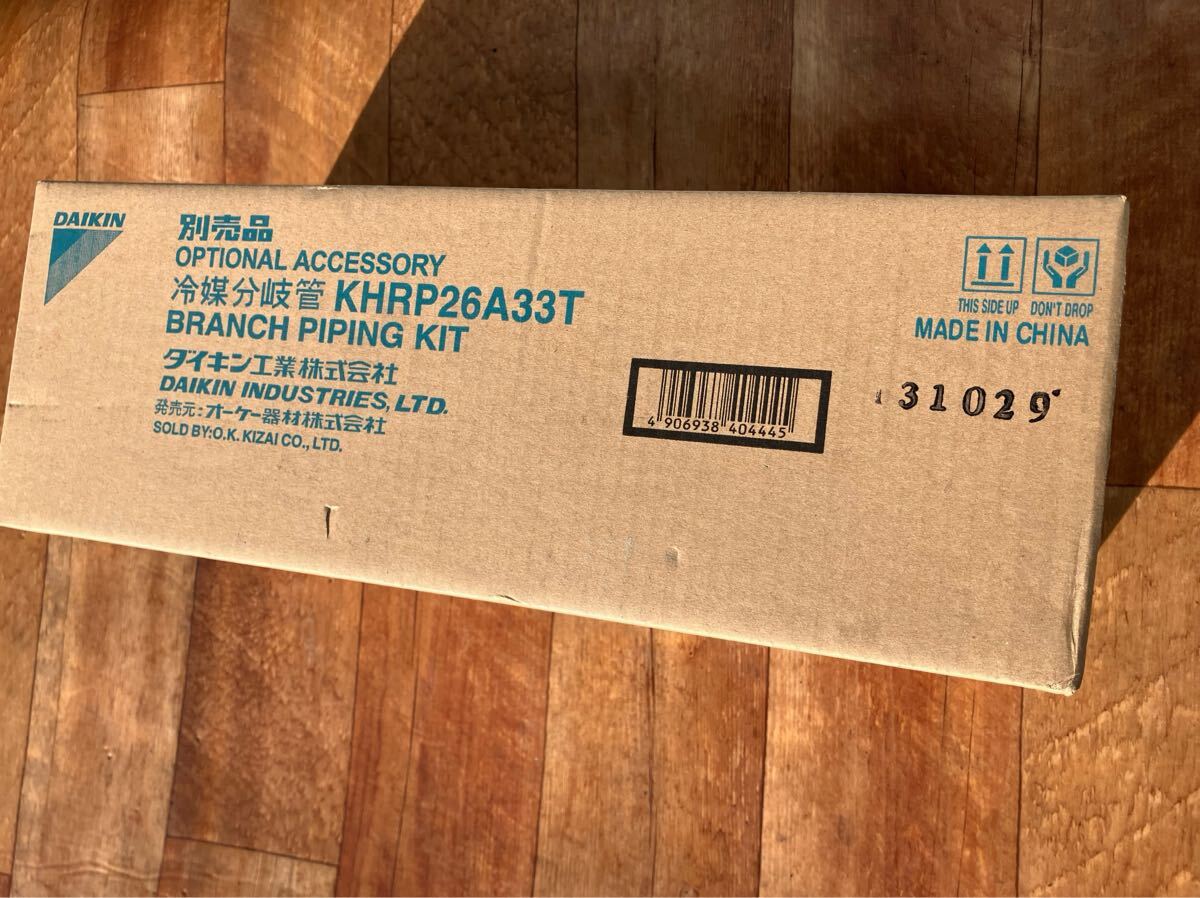 DAIKIN
別売品
OPTIONAL ACCESSORY
冷媒分岐管 KHRP26A33T
BRANCH PIPING KIT
ダイキン工業株式会社
DAIKIN INDUSTRIES, LTD.
発売元:オーケー器材株式会社
SOLD BY:O.K. KIZAI CO., LTD.
4 906938 404445
THIS SIDE UP DON'T DROP
MADE IN CHINA
31029